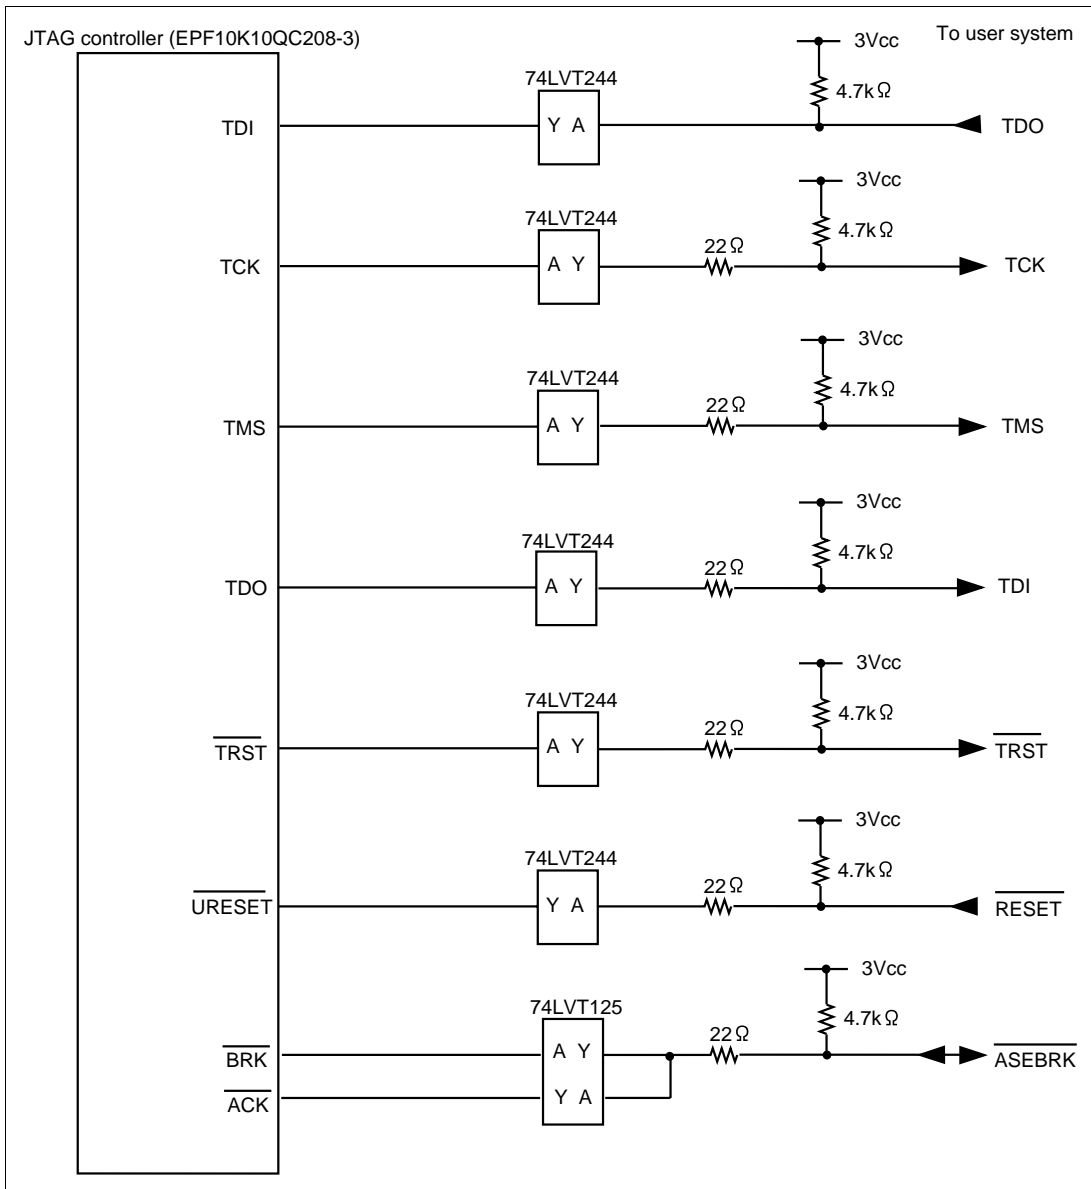 JTAG controller (EPF10K10QC208-3)
To user system
3Vcc
74LVT244
4.7kΩ
TDI
Y A
TDO
3Vcc
74LVT244
4.7kΩ
22Ω
TCK
A Y
TCK
3Vcc
74LVT244
4.7kΩ
22Ω
TMS
A Y
TMS
3Vcc
74LVT244
4.7kΩ
22Ω
TDO
A Y
TDI
3Vcc
74LVT244
4.7kΩ
22Ω
TRST
A Y
TRST
3Vcc
74LVT244
4.7kΩ
22Ω
URESET
Y A
RESET
3Vcc
74LVT125
4.7kΩ
22Ω
BRK
A Y
ASEBRK
ACK
Y A